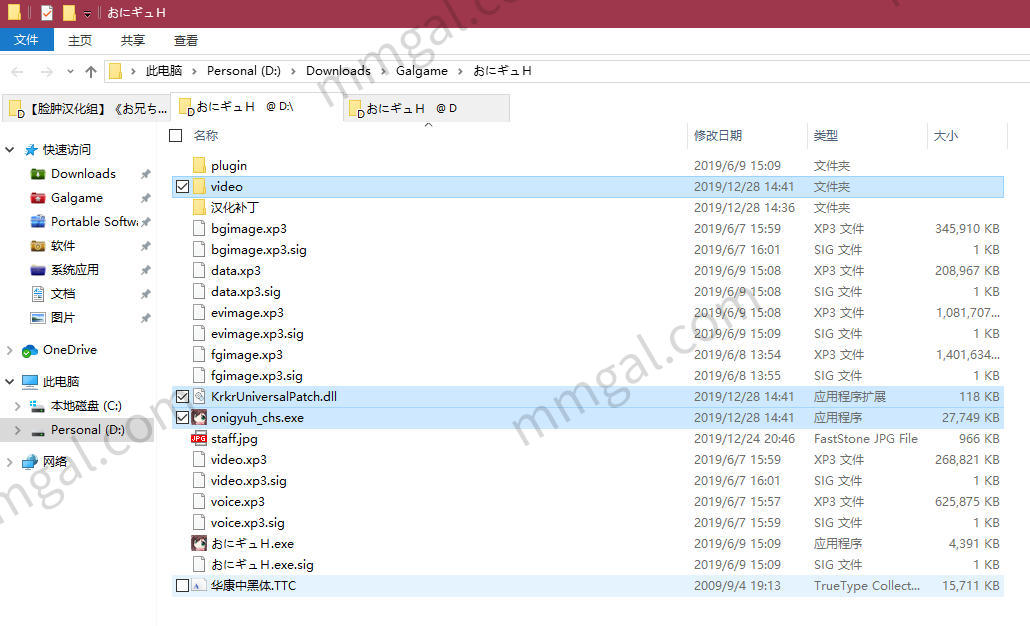 おにギュH
文件 主页 共享 查看
此电脑 Personal (D:) Downloads Galgame おにギュH
【脸肿汉化组】《お兄ち... おにギュH @ D:\ おにギュH @ D
名称 修改日期 类型 大小
快速访问
Downloads
Galgame
Portable Softwa
软件
系统应用
文档
图片
OneDrive
此电脑
本地磁盘 (C:)
Personal (D:)
网络
plugin 2019/6/9 15:09 文件夹
video 2019/12/28 14:41 文件夹
汉化补丁 2019/12/28 14:36 文件夹
bgimage.xp3 2019/6/7 15:59 XP3 文件 345,910 KB
bgimage.xp3.sig 2019/6/7 16:01 SIG 文件 1 KB
data.xp3 2019/6/9 15:08 XP3 文件 208,967 KB
data.xp3.sig 2019/6/9 15:08 SIG 文件 1 KB
evimage.xp3 2019/6/9 15:08 XP3 文件 1,081,707...
evimage.xp3.sig 2019/6/9 15:09 SIG 文件 1 KB
fgimage.xp3 2019/6/8 13:54 XP3 文件 1,401,634...
fgimage.xp3.sig 2019/6/8 13:55 SIG 文件 1 KB
KrkrUniversalPatch.dll 2019/12/28 14:41 应用程序扩展 118 KB
onigyuh_chs.exe 2019/12/28 14:41 应用程序 27,749 KB
staff.jpg 2019/12/24 20:46 FastStone JPG File 966 KB
video.xp3 2019/6/7 15:59 XP3 文件 268,821 KB
video.xp3.sig 2019/6/7 16:01 SIG 文件 1 KB
voice.xp3 2019/6/7 15:57 XP3 文件 625,875 KB
voice.xp3.sig 2019/6/7 15:59 SIG 文件 1 KB
おにギュH.exe 2019/6/9 15:09 应用程序 4,391 KB
おにギュH.exe.sig 2019/6/9 15:09 SIG 文件 1 KB
华康中黑体.TTC 2009/9/4 19:13 TrueType Collect... 15,711 KB
mmgal.com
mmgal.com
mmgal.com